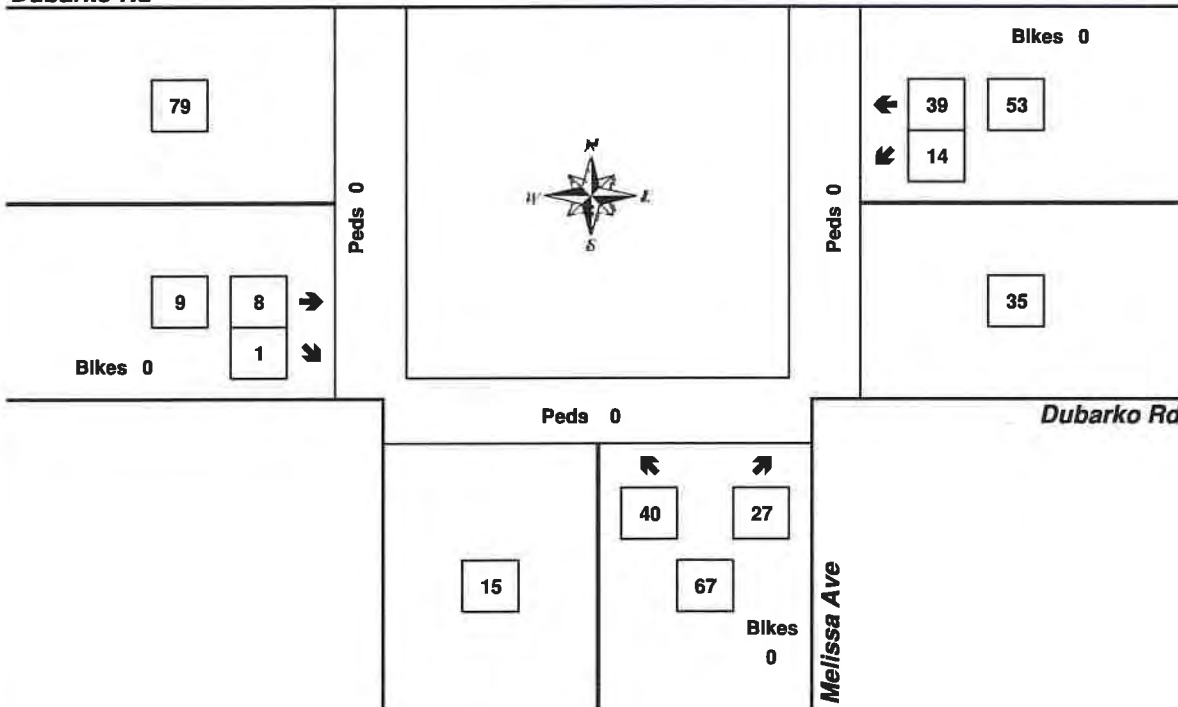 Dubarko Rd
Bikes 0
79
39 53
14
N
W E
S
Peds 0
Peds 0
9 8
1
Bikes 0
35
Peds 0
Dubarko Rd
40 27
15
67
Bikes
0
Melissa Ave